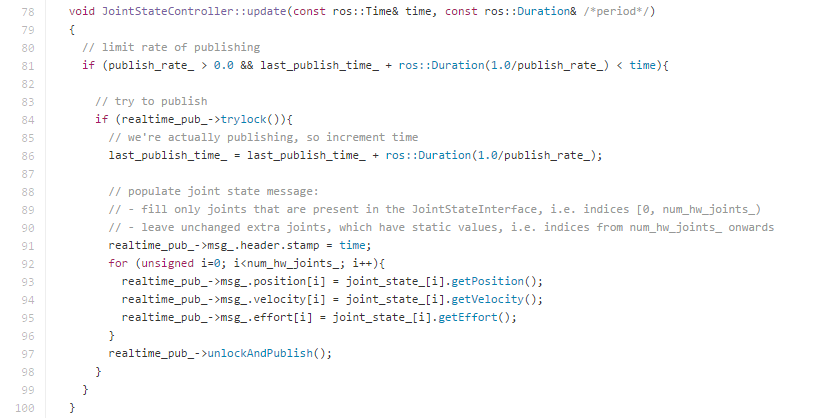 78 void JointStateController::update(const ros::Time& time, const ros::Duration& /*period*/)
79 {
80 // limit rate of publishing
81 if (publish_rate_ > 0.0 && last_publish_time_ + ros::Duration(1.0/publish_rate_) < time){
82
83 // try to publish
84 if (realtime_pub_->trylock()){
85 // we're actually publishing, so increment time
86 last_publish_time_ = last_publish_time_ + ros::Duration(1.0/publish_rate_);
87
88 // populate joint state message:
89 // - fill only joints that are present in the JointStateInterface, i.e. indices [0, num_hw_joints_)
90 // - leave unchanged extra joints, which have static values, i.e. indices from num_hw_joints_ onwards
91 realtime_pub_->msg_.header.stamp = time;
92 for (unsigned i=0; i<num_hw_joints_; i++){
93 realtime_pub_->msg_.position[i] = joint_state_[i].getPosition();
94 realtime_pub_->msg_.velocity[i] = joint_state_[i].getVelocity();
95 realtime_pub_->msg_.effort[i] = joint_state_[i].getEffort();
96 }
97 realtime_pub_->unlockAndPublish();
98 }
99 }
100 }